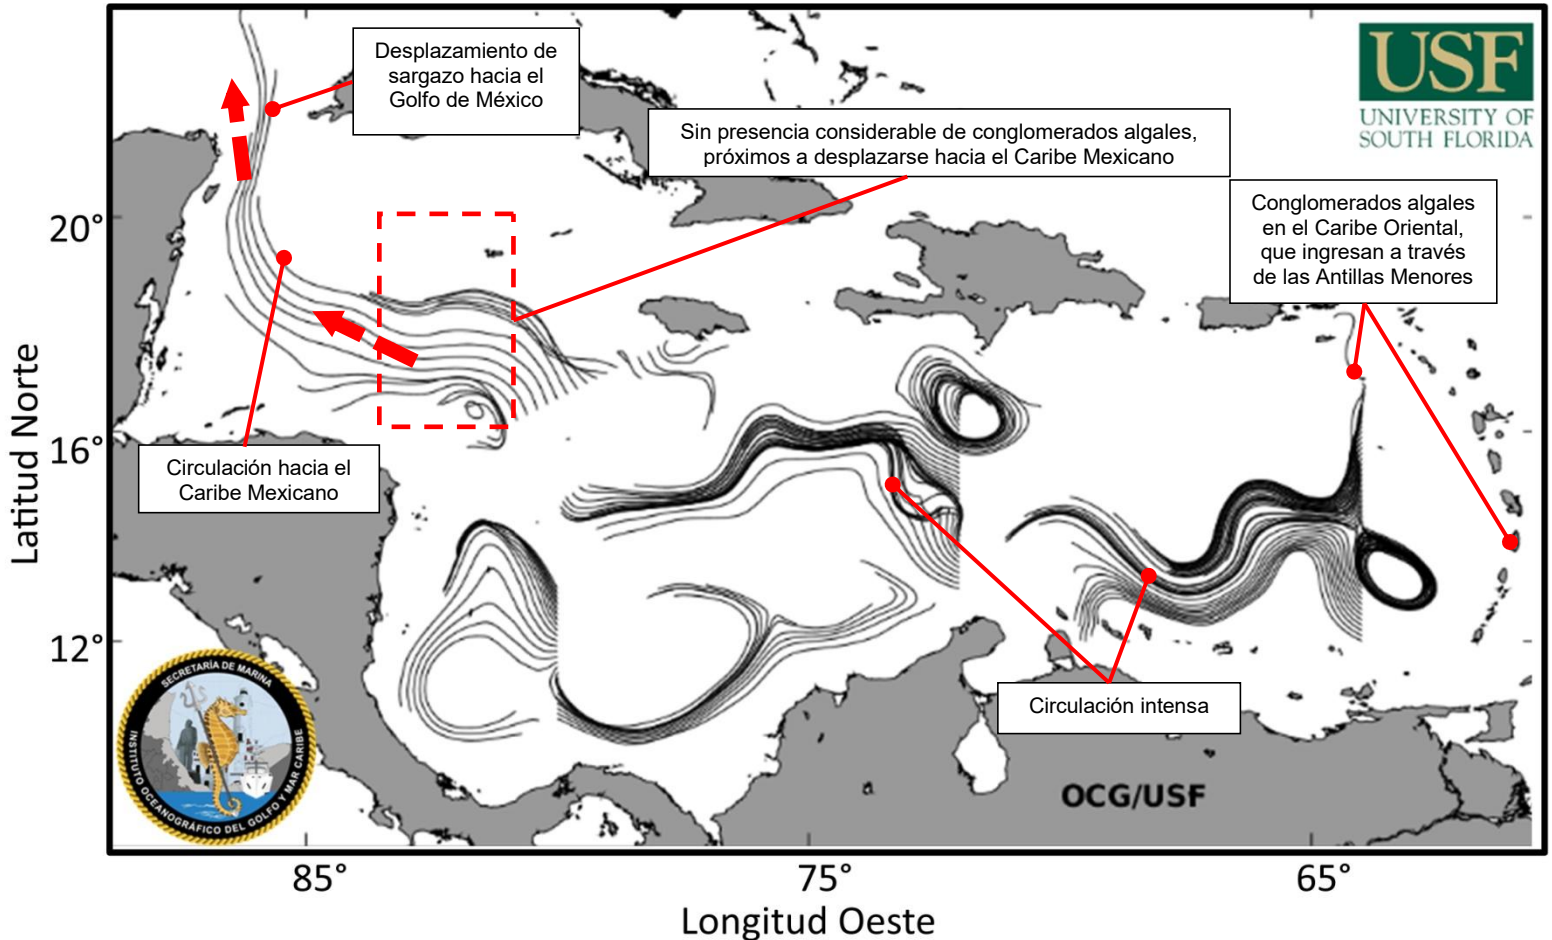 Desplazamiento de
sargazo hacia el
Golfo de México
Sin presencia considerable de conglomerados algales,
próximos a desplazarse hacia el Caribe Mexicano
USF
UNIVERSITY OF
SOUTH FLORIDA
Conglomerados algales
en el Caribe Oriental,
que ingresan a través
de las Antillas Menores
Circulación hacia el
Caribe Mexicano
Circulación intensa
OCG/USF
SECRETARÍA DE MARINA
INSTITUTO OCEANOGRÁFICO DEL GOLFO Y MAR CARIBE
Latitud Norte
20°
16°
12°
85°
75°
65°
Longitud Oeste